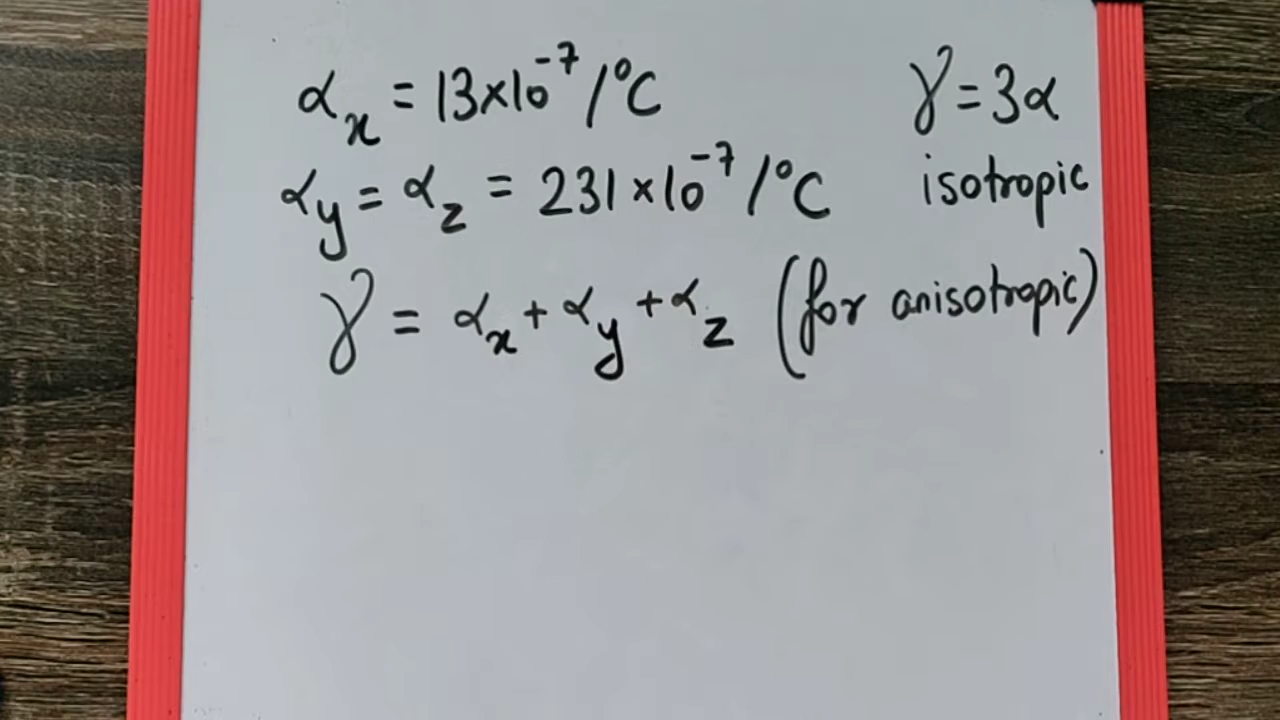 αx = 13×10⁻⁷ /°C
γ = 3α
αy = αz = 231×10⁻⁷ /°C
isotropic
γ = αx + αy + αz (for anisotropic)